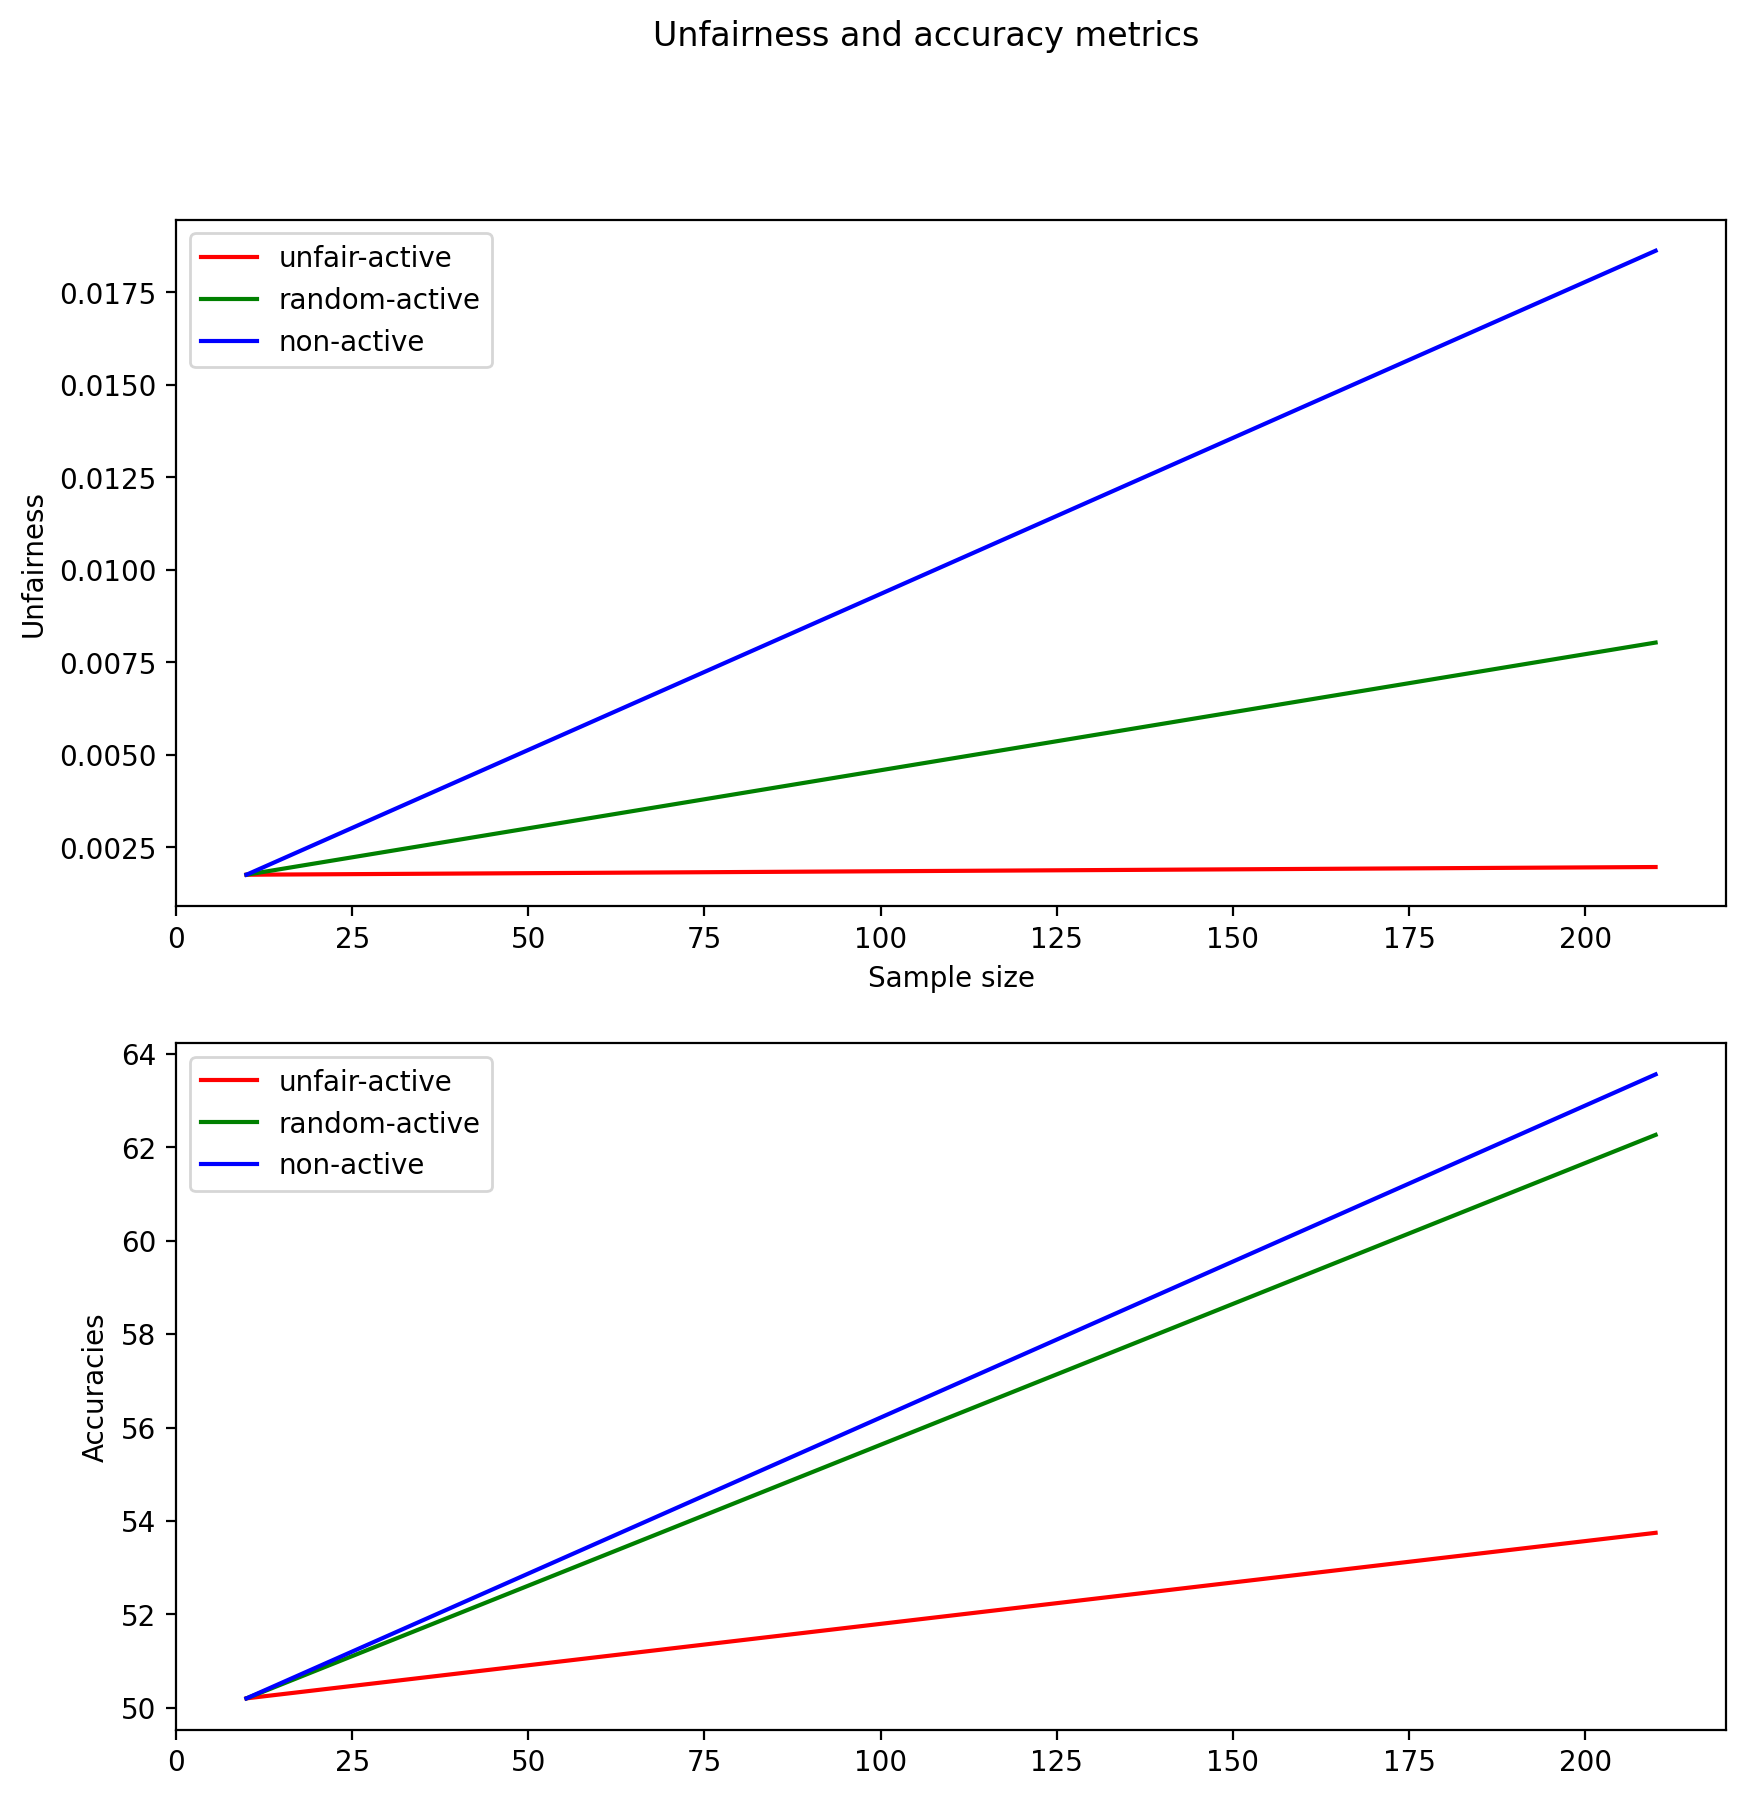 Unfairness and accuracy metrics
unfair-active
random-active
non-active
0.0175
0.0150
0.0125
0.0100
0.0075
0.0050
0.0025
Unfairness
0 25 50 75 100 125 150 175 200
Sample size
unfair-active
random-active
non-active
64
62
60
58
56
54
52
50
Accuracies
0 25 50 75 100 125 150 175 200